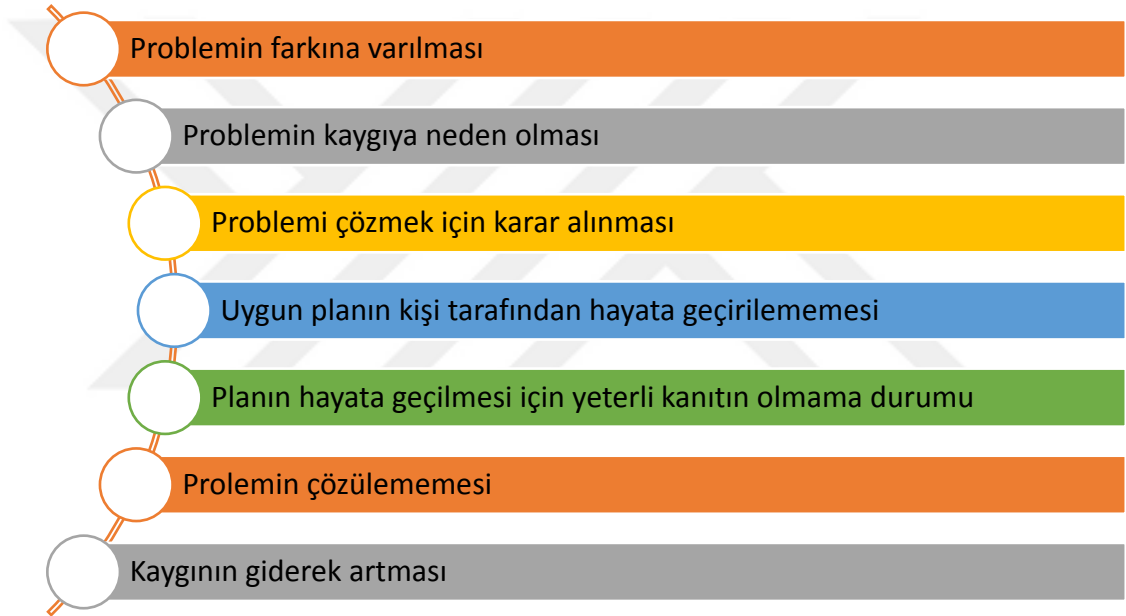 Problemin farkına varılması
Problemin kaygıya neden olması
Problemi çözmek için karar alınması
Uygun planın kişi tarafından hayata geçirilememesi
Planın hayata geçilmesi için yeterli kanıtın olmama durumu
Prolemin çözülememesi
Kaygının giderek artması